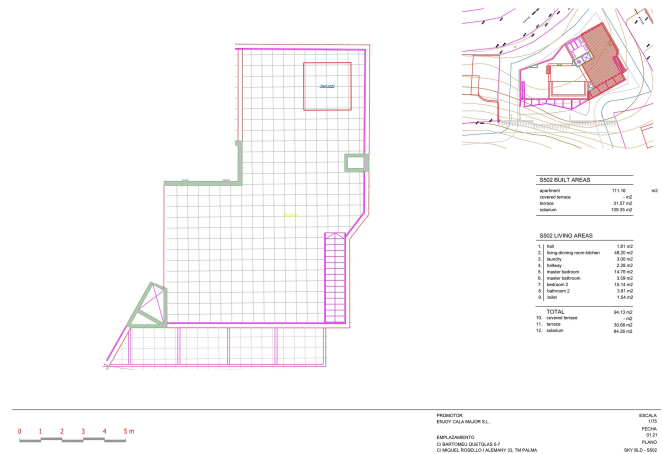 Jacuzzi
S502 BUILT AREAS
apartment 111.16 m2
covered terrace - m2
terrace 31.57 m2
solarium 109.35 m2
S502 LIVING AREAS
1. hall 1.81 m2
2. living-dinning room-kitchen 48.20 m2
3. laundry 3.00 m2
4. hallway 2.28 m2
5. master bedroom 14.76 m2
6. master bathroom 3.59 m2
7. bedroom 2 15.14 m2
8. bathroom 2 3.81 m2
9. toilet 1.54 m2
TOTAL 94.13 m2
10. covered terrace - m2
11. terrace 30.68 m2
12. solarium 84.26 m2
0 1 2 3 4 5 m
PROMOTOR
ENJOY CALA MAJOR S.L.
EMPLAZAMIENTO
C/ BARTOMEU QUETGLAS 5-7
C/ MIQUEL ROSELLO I ALEMANY 33, TM PALMA
ESCALA
1/75
FECHA
01.21
PLANO
SKY BLD - S502